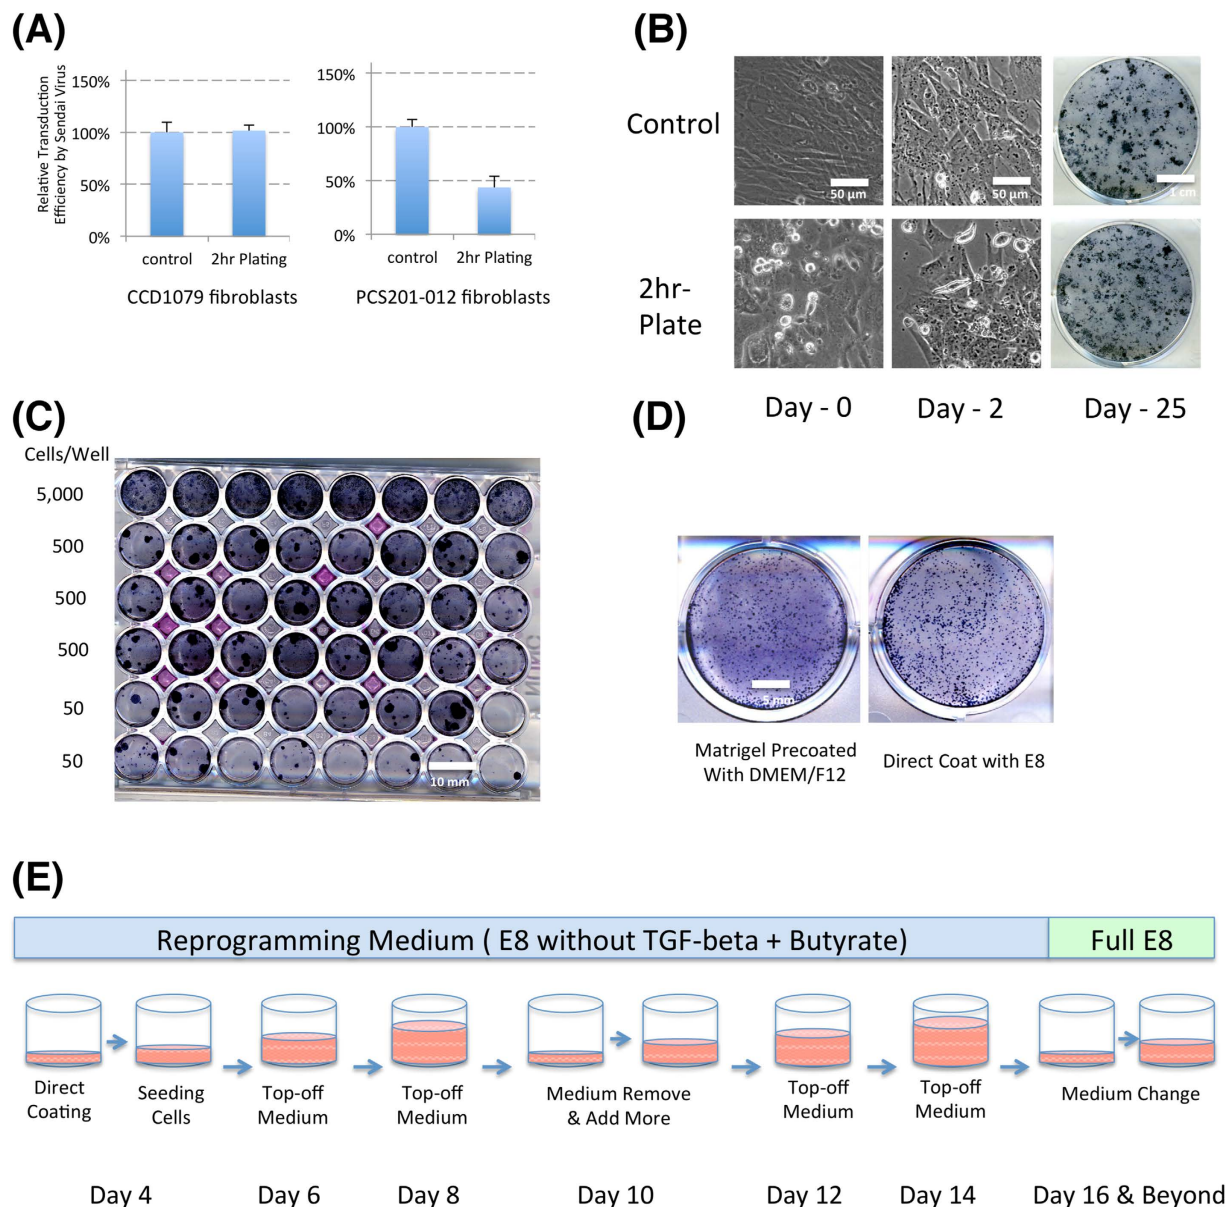 (A)
Relative Transduction
Efficiency by Sendai Virus
150%
100%
50%
0%
control
2hr Plating
CCD1079 fibroblasts
150%
100%
50%
0%
control
2hr Plating
PCS201-012 fibroblasts
(B)
Control
50 µm
50 µm
1 cm
2hr-
Plate
Day - 0
Day - 2
Day - 25
(C)
Cells/Well
5,000
500
500
500
50
50
10 mm
(D)
5 mm
Matrigel Precoated
With DMEM/F12
Direct Coat with E8
(E)
Reprogramming Medium ( E8 without TGF-beta + Butyrate)
Full E8
Direct
Coating
Seeding
Cells
Top-off
Medium
Top-off
Medium
Medium Remove
& Add More
Top-off
Medium
Top-off
Medium
Medium Change
Day 4
Day 6
Day 8
Day 10
Day 12
Day 14
Day 16 & Beyond